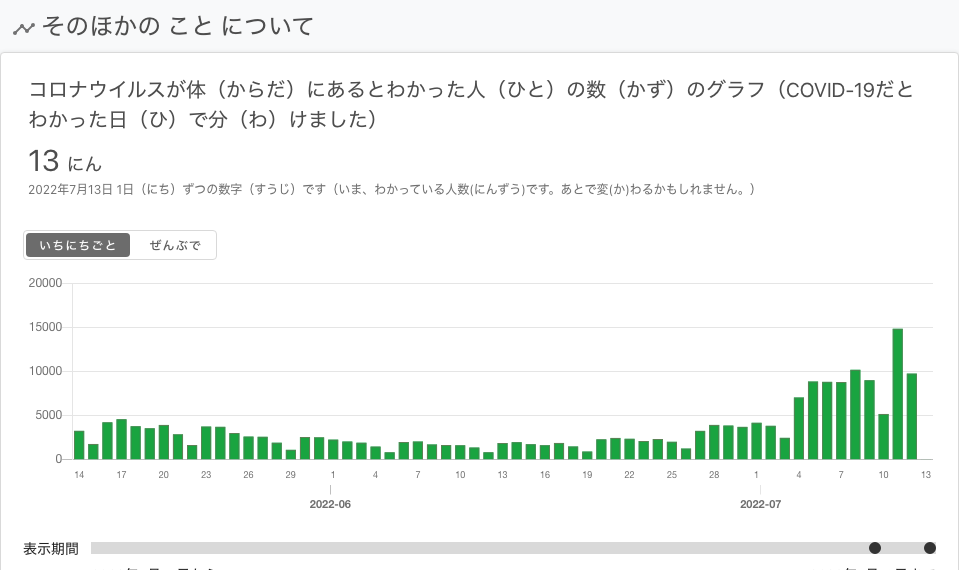 そのほかの こと について
コロナウイルスが体（からだ）にあるとわかった人（ひと）の数（かず）のグラフ（COVID-19だと
わかった日（ひ）で分（わ）けました）
13 にん
2022年7月13日 1日（にち）ずつの数字（すうじ）です（いま、わかっている人数(にんずう)です。あとで変(か)わるかもしれません。）
いちにちごと ぜんぶで
20000
15000
10000
5000
0
14 17 20 23 26 29 1 4 7 10 13 16 19 22 25 28 1 4 7 10 13
2022-06 2022-07
表示期間